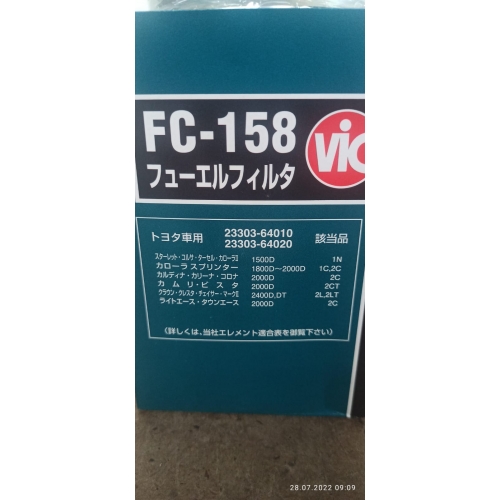 FC-158
VIC
フューエルフィルタ
トヨタ車用 23303-64010 該当品
23303-64020
スターレット・コルサ・ターセル・カローラⅡ 1500D 1N
カローラ スプリンター 1800D〜2000D 1C,2C
カルディナ・カリーナ・コロナ 2000D 2C
カムリ・ビスタ 2000D 2CT
クラウン・クレスタ・チェイサー・マークⅡ 2400D,DT 2L,2LT
ライトエース・タウンエース 2000D 2C
(詳しくは、当社エレメント適合表を御覧下さい)
28.07.2022 09:09